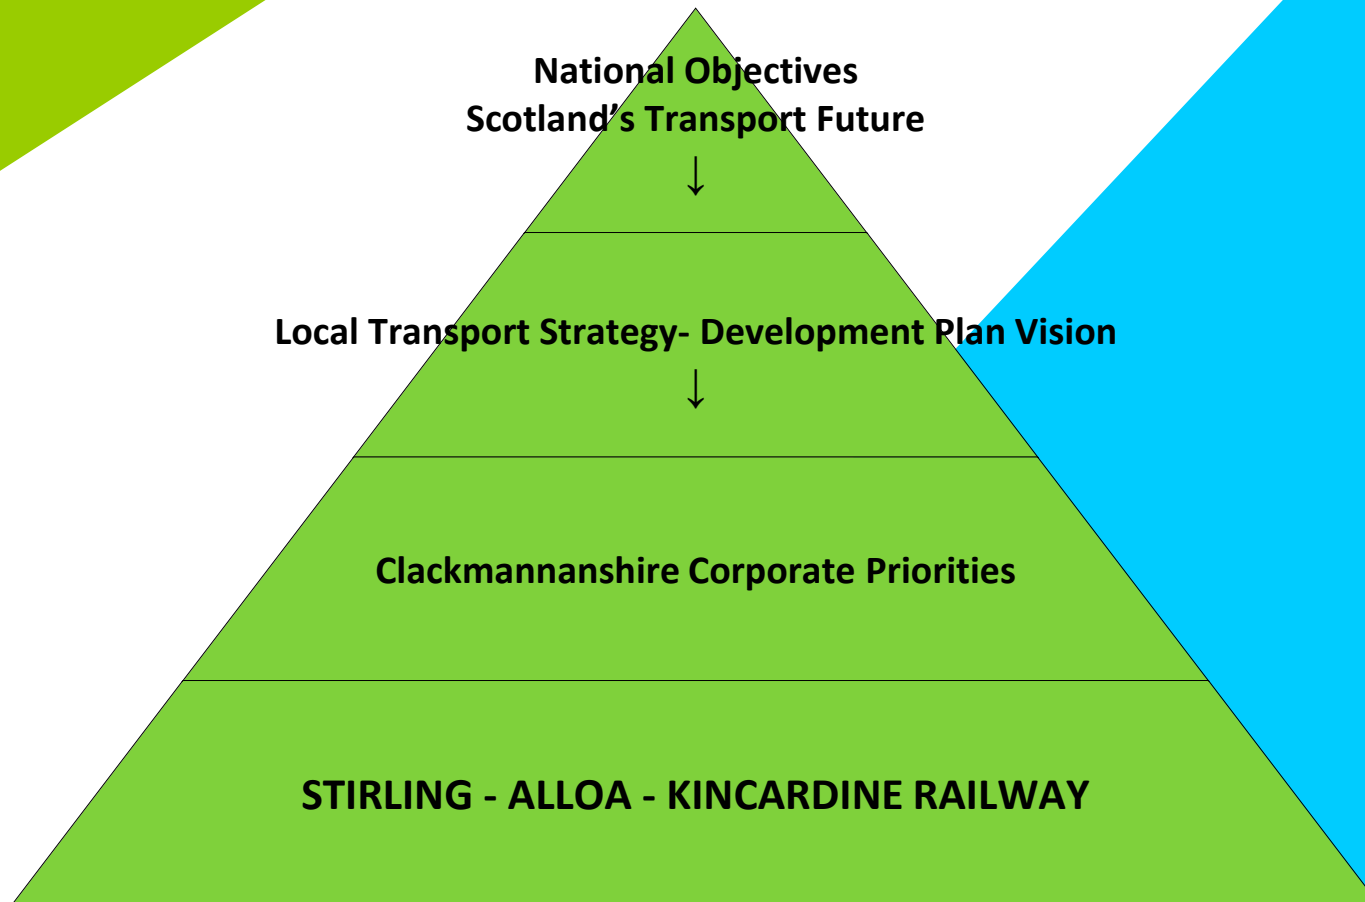 National Objectives
Scotland’s Transport Future
↓
Local Transport Strategy- Development Plan Vision
↓
Clackmannanshire Corporate Priorities
STIRLING - ALLOA - KINCARDINE RAILWAY